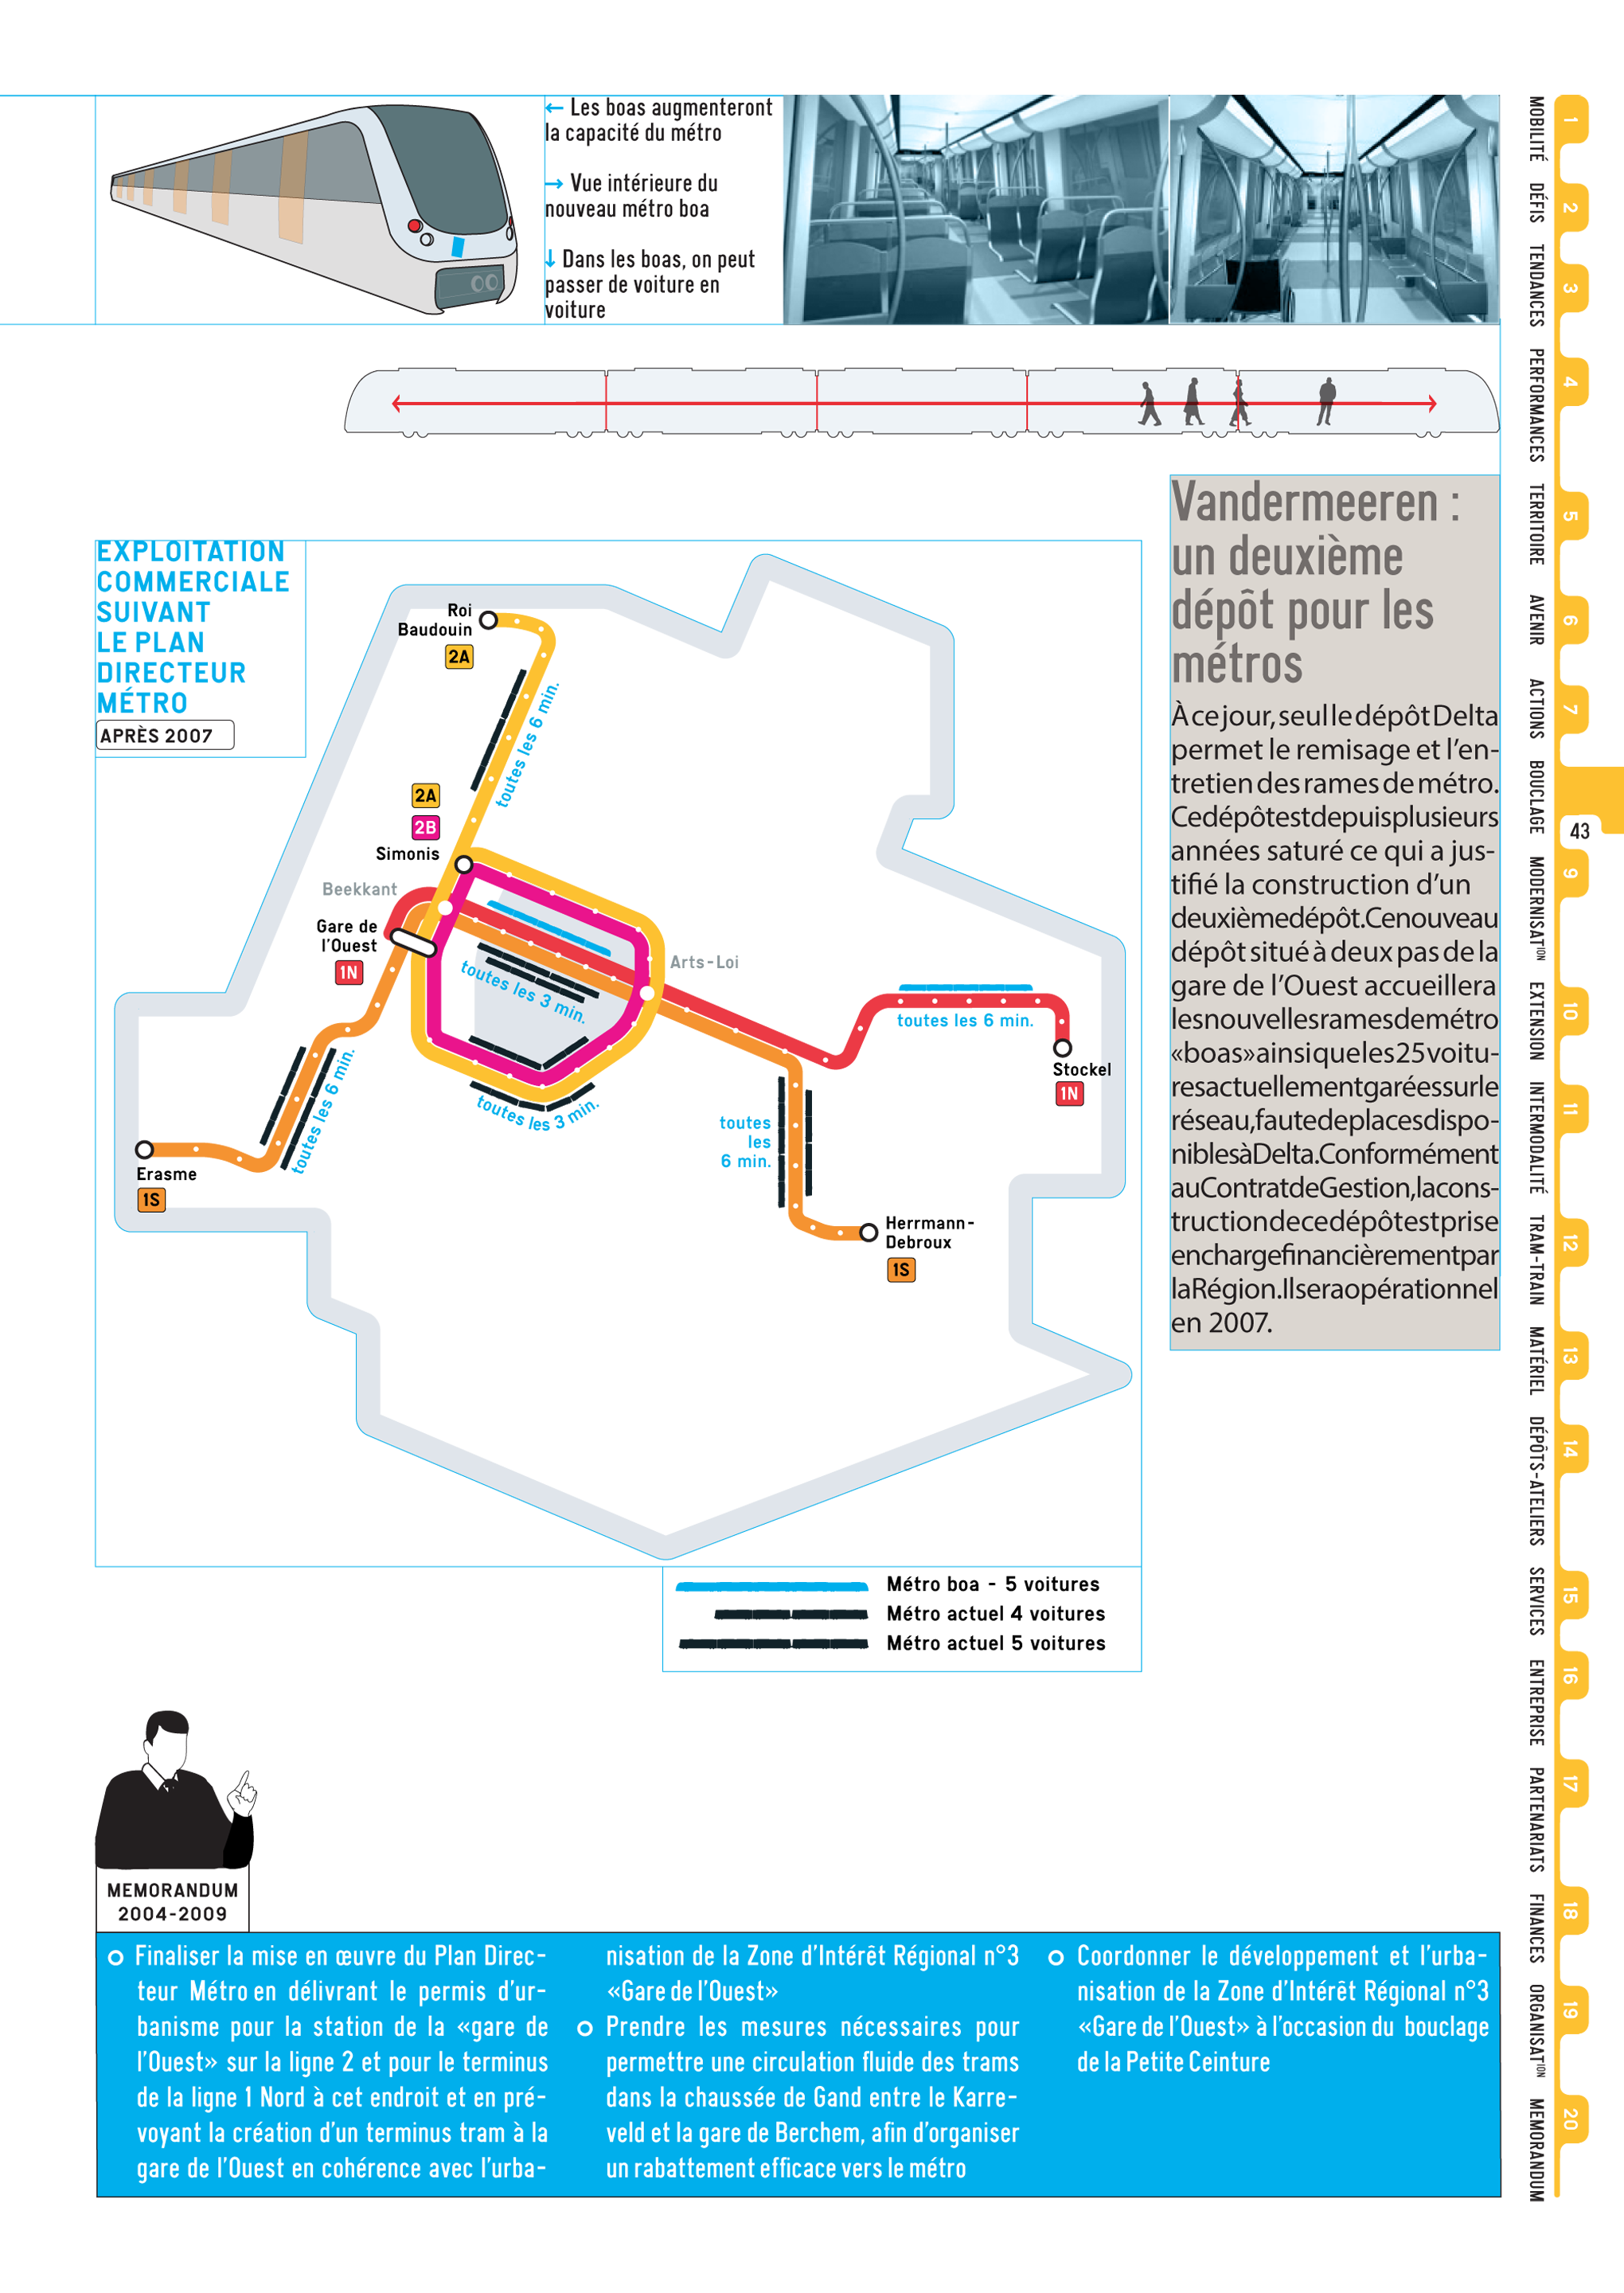 ← Les boas augmenteront
la capacité du métro
→ Vue intérieure du
nouveau métro boa
↓ Dans les boas, on peut
passer de voiture en
voiture
EXPLOITATION
COMMERCIALE
SUIVANT
LE PLAN
DIRECTEUR
MÉTRO
APRÈS 2007
Roi
Baudouin
2A
toutes les 6 min.
2A
2B
Simonis
Beekkant
Gare de
l'Ouest
1N
toutes les 3 min.
Arts-Loi
toutes les 6 min.
Stockel
1N
toutes les 3 min.
toutes les 6 min.
toutes
les
6 min.
Erasme
1S
Herrmann-
Debroux
1S
Métro boa - 5 voitures
Métro actuel 4 voitures
Métro actuel 5 voitures
Vandermeeren :
un deuxième
dépôt pour les
métros
À ce jour, seul le dépôt Delta
permet le remisage et l'en-
tretien des rames de métro.
Ce dépôt est depuis plusieurs
années saturé ce qui a jus-
tifié la construction d'un
deuxième dépôt. Ce nouveau
dépôt situé à deux pas de la
gare de l'Ouest accueillera
les nouvelles rames de métro
«boas» ainsi que les 25 voitu-
res actuellement garées sur le
réseau, faute de places dispo-
nibles à Delta. Conformément
au Contrat de Gestion, la cons-
truction de ce dépôt est prise
en charge financièrement par
la Région. Il sera opérationnel
en 2007.
MEMORANDUM
2004-2009
Finaliser la mise en œuvre du Plan Direc-
teur Métro en délivrant le permis d'ur-
banisme pour la station de la «gare de
l'Ouest» sur la ligne 2 et pour le terminus
de la ligne 1 Nord à cet endroit et en pré-
voyant la création d'un terminus tram à la
gare de l'Ouest en cohérence avec l'urba-
nisation de la Zone d'Intérêt Régional n°3
«Gare de l'Ouest»
Prendre les mesures nécessaires pour
permettre une circulation fluide des trams
dans la chaussée de Gand entre le Karre-
veld et la gare de Berchem, afin d'organiser
un rabattement efficace vers le métro
Coordonner le développement et l'urba-
nisation de la Zone d'Intérêt Régional n°3
«Gare de l'Ouest» à l'occasion du bouclage
de la Petite Ceinture
1 MOBILITÉ
2 DÉFIS
3 TENDANCES
4 PERFORMANCES
5 TERRITOIRE
6 AVENIR
7 ACTIONS
43 BOUCLAGE
9 MODERNISATION
10 EXTENSION
11 INTERMODALITÉ
12 TRAM-TRAIN
13 MATÉRIEL
14 DÉPÔTS-ATELIERS
15 SERVICES
16 ENTREPRISE
17 PARTENARIATS
18 FINANCES
19 ORGANISATION
20 MEMORANDUM